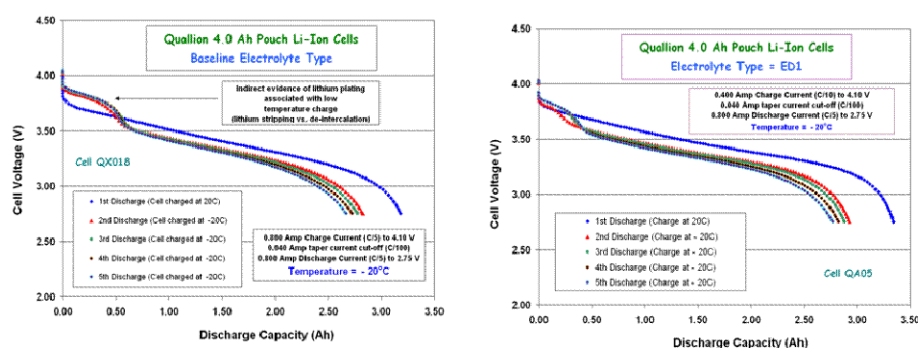 Quallion 4.0 Ah Pouch Li-Ion Cells
Baseline Electrolyte Type
Indirect evidence of lithium plating
associated with low
temperature charge
(lithium stripping vs. de-intercalation)
Cell QX018
1st Discharge (Cell charged at 20C)
2nd Discharge (Cell charged at -20C)
3rd Discharge (Cell charged at -20C)
4th Discharge (Cell charged at -20C)
5th Discharge (Cell charged at -20C)
0.800 Amp Charge Current (C/5) to 4.10 V
0.040 Amp taper current cut-off (C/100)
0.800 Amp Discharge Current (C/5) to 2.75 V
Temperature = - 20°C
Cell Voltage (V)
4.50
4.00
3.50
3.00
2.50
2.00
0.00 0.50 1.00 1.50 2.00 2.50 3.00 3.50
Discharge Capacity (Ah)
Quallion 4.0 Ah Pouch Li-Ion Cells
Electrolyte Type = ED1
0.400 Amp Charge Current (C/10) to 4.10 V
0.040 Amp taper current cut-off (C/100)
0.800 Amp Discharge Current (C/5) to 2.75 V
Temperature = - 20°C
1st Discharge (Charge at 20C)
2nd Discharge (Charge at - 20C)
3rd Discharge (Charge at - 20C)
4th Discharge (Charge at - 20C)
5th Discharge (Charge at - 20C)
Cell QA05
Cell Voltage (V)
4.50
4.00
3.50
3.00
2.50
2.00
0.00 0.50 1.00 1.50 2.00 2.50 3.00 3.50
Discharge Capacity (Ah)